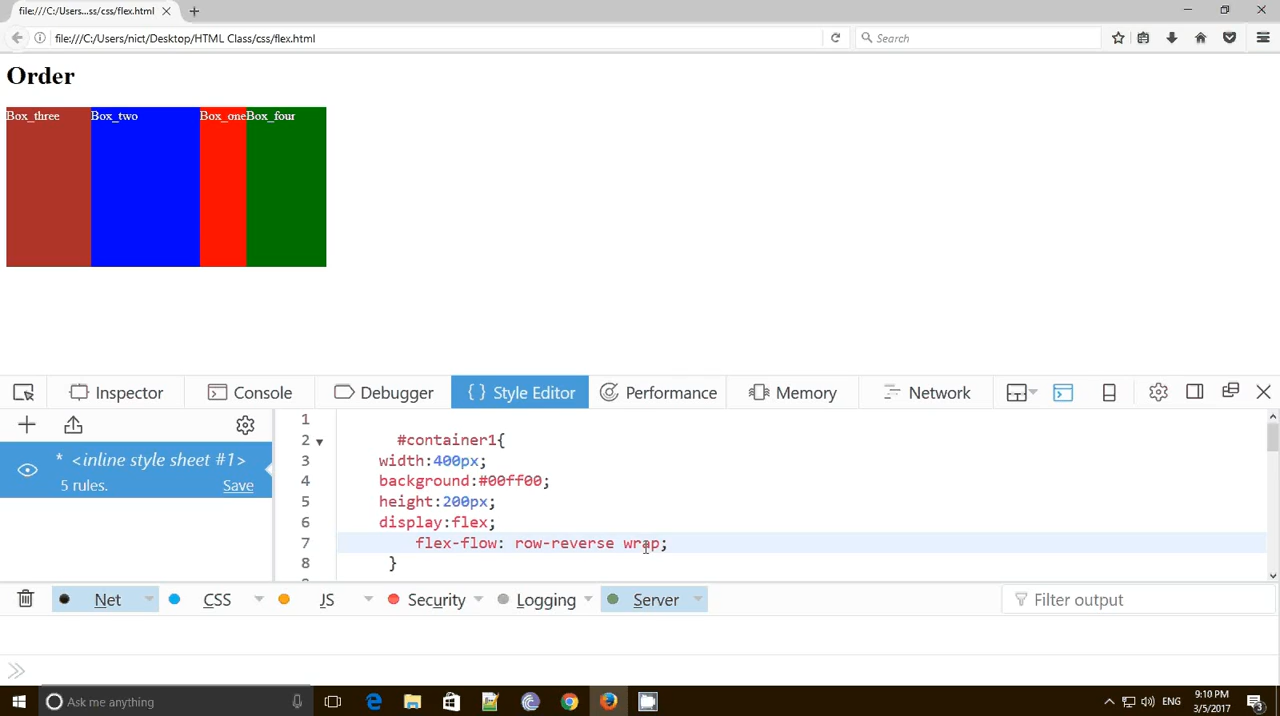 file:///C:/Users...ss/css/flex.html
file:///C:/Users/nict/Desktop/HTML Class/css/flex.html
Search
Order
Box_three
Box_two
Box_one
Box_four
Inspector
Console
Debugger
{ } Style Editor
Performance
Memory
Network
* <inline style sheet #1>
5 rules.
Save
1
2 #container1{
3 width:400px;
4 background:#00ff00;
5 height:200px;
6 display:flex;
7 flex-flow: row-reverse wrap;
8 }
Net
CSS
JS
Security
Logging
Server
Filter output
Ask me anything
ENG
9:10 PM
3/5/2017
3